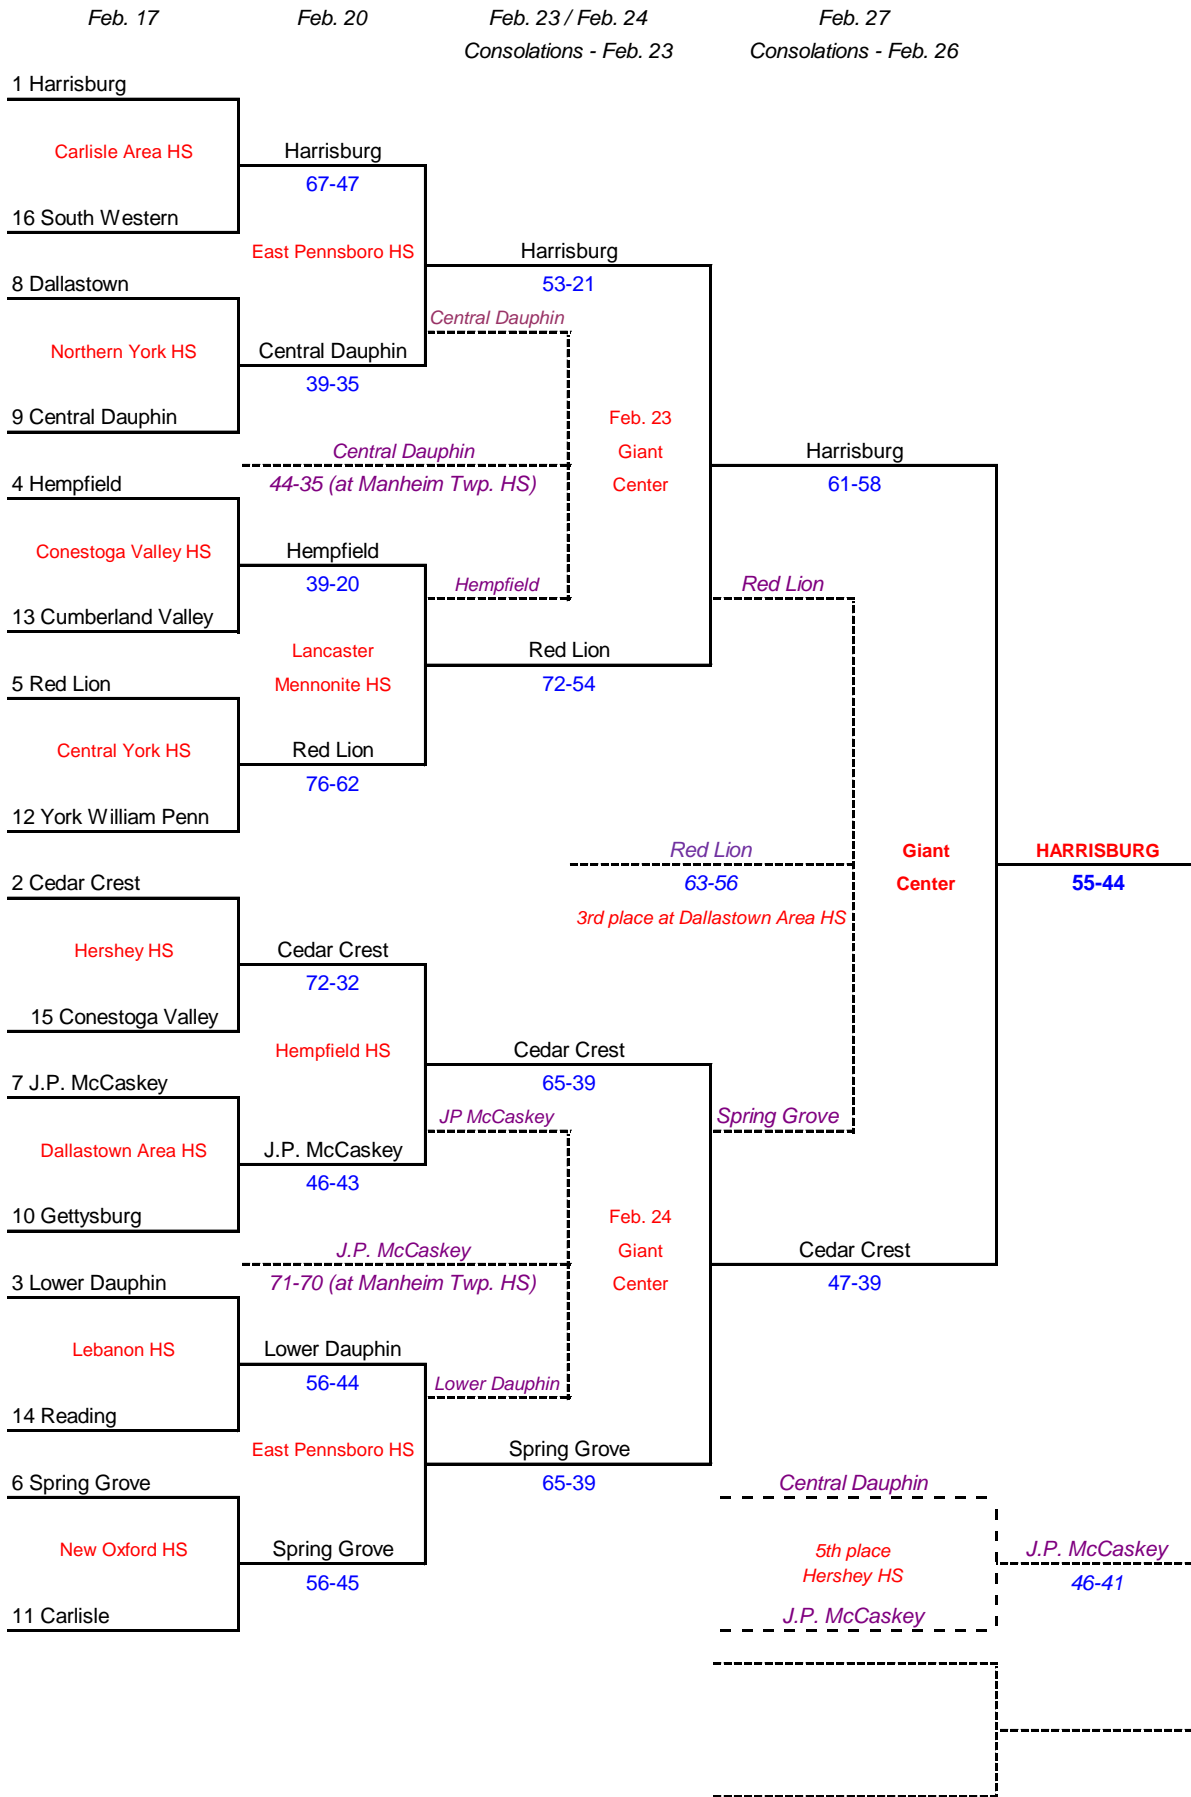 Feb. 17 Feb. 20 Feb. 23 / Feb. 24 Feb. 27
Consolations - Feb. 23 Consolations - Feb. 26
1 Harrisburg
Carlisle Area HS Harrisburg
67-47
16 South Western
East Pennsboro HS Harrisburg
8 Dallastown 53-21
Central Dauphin
Northern York HS Central Dauphin
39-35
9 Central Dauphin Feb. 23
Central Dauphin Giant Harrisburg
4 Hempfield 44-35 (at Manheim Twp. HS) Center 61-58
Conestoga Valley HS Hempfield
39-20 Hempfield Red Lion
13 Cumberland Valley
Lancaster Red Lion
5 Red Lion Mennonite HS 72-54
Central York HS Red Lion
76-62
12 York William Penn
Red Lion Giant HARRISBURG
2 Cedar Crest 63-56 Center 55-44
3rd place at Dallastown Area HS
Hershey HS Cedar Crest
72-32
15 Conestoga Valley
Hempfield HS Cedar Crest
7 J.P. McCaskey 65-39
JP McCaskey Spring Grove
Dallastown Area HS J.P. McCaskey
46-43
10 Gettysburg Feb. 24
J.P. McCaskey Giant Cedar Crest
3 Lower Dauphin 71-70 (at Manheim Twp. HS) Center 47-39
Lebanon HS Lower Dauphin
56-44 Lower Dauphin
14 Reading
East Pennsboro HS Spring Grove
6 Spring Grove 65-39 Central Dauphin
New Oxford HS Spring Grove 5th place J.P. McCaskey
56-45 Hershey HS 46-41
11 Carlisle J.P. McCaskey